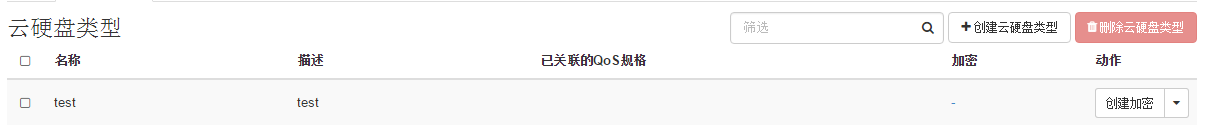 云硬盘类型
筛选 创建云硬盘类型 删除云硬盘类型
名称 描述 已关联的QoS规格 加密 动作
test test - 创建加密